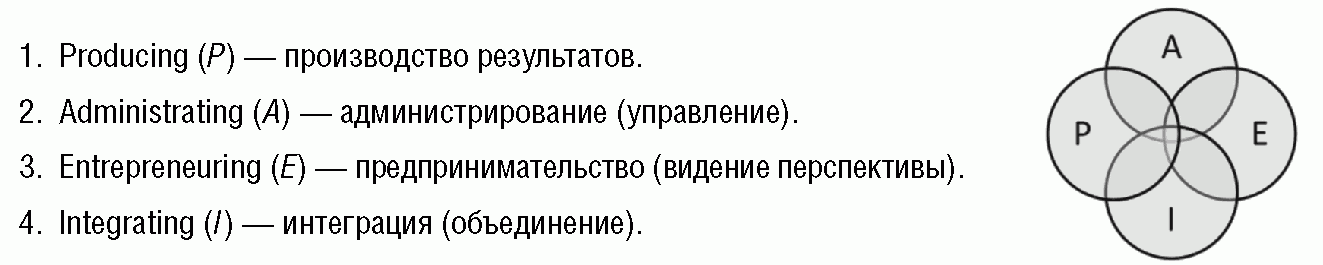 1. Producing (P) — производство результатов.
2. Administrating (A) — администрирование (управление).
3. Entrepreneuring (E) — предпринимательство (видение перспективы).
4. Integrating (I) — интеграция (объединение).
A
P
E
I